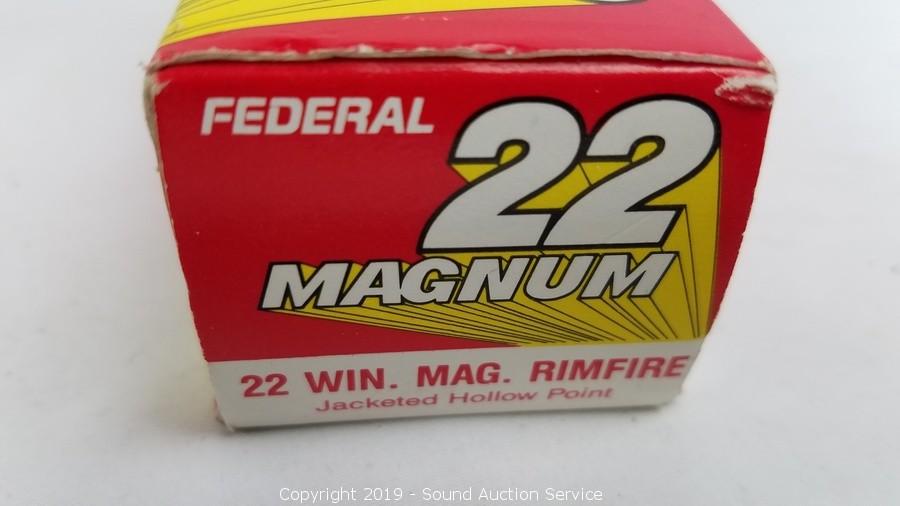 FEDERAL
22
MAGNUM
22 WIN. MAG. RIMFIRE
Jacketed Hollow Point
Copyright 2019 - Sound Auction Service